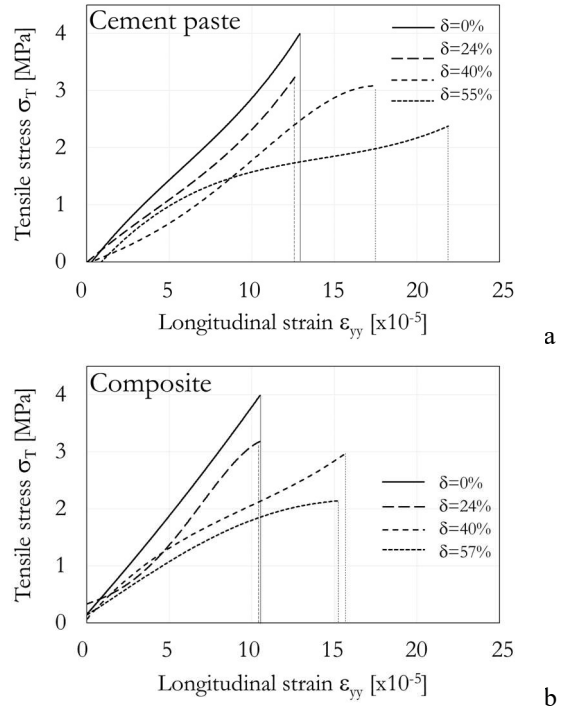 Cement paste
δ=0%
δ=24%
δ=40%
δ=55%
Tensile stress σT [MPa]
4
3
2
1
0
5
10
15
20
25
Longitudinal strain εyy [x10-5]
a
Composite
δ=0%
δ=24%
δ=40%
δ=57%
Tensile stress σT [MPa]
4
3
2
1
0
0
5
10
15
20
25
Longitudinal strain εyy [x10-5]
b